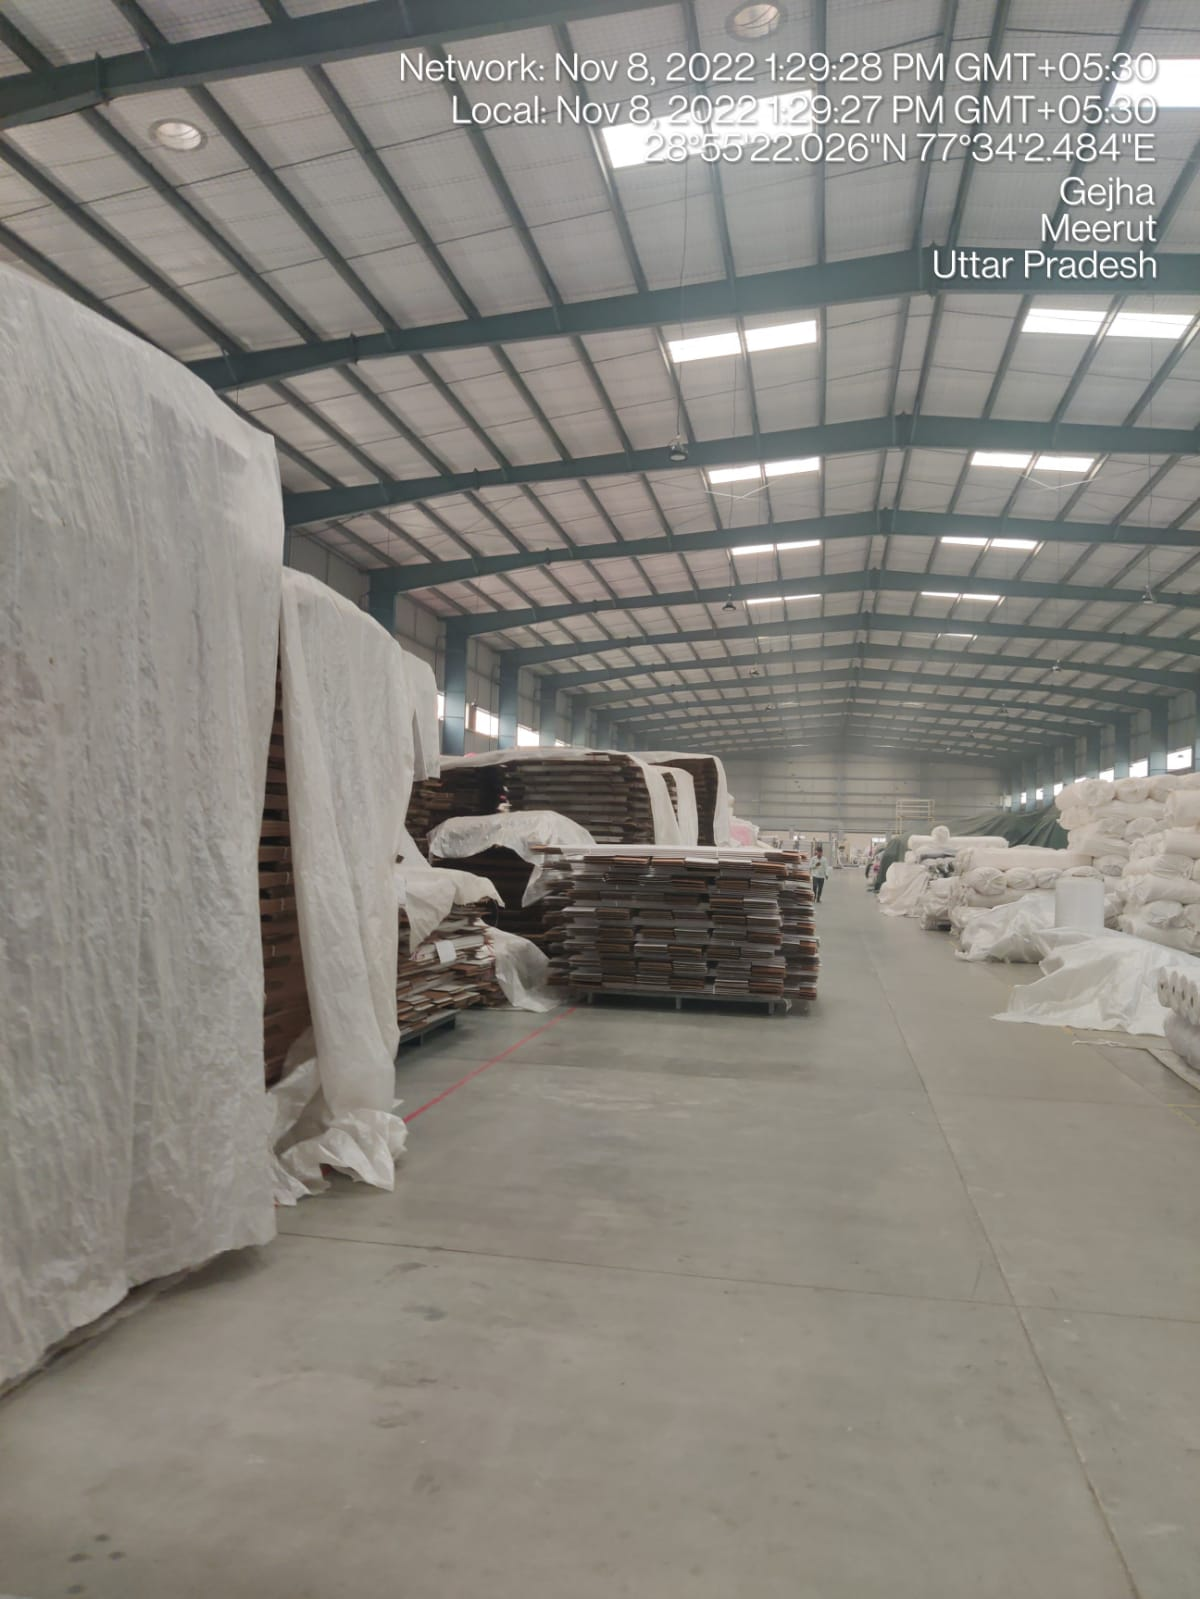 Network: Nov 8, 2022 1:29:28 PM GMT+05:30
Local: Nov 8, 2022 1:29:27 PM GMT+05:30
28°55'22.026"N 77°34'2.484"E
Gejha
Meerut
Uttar Pradesh